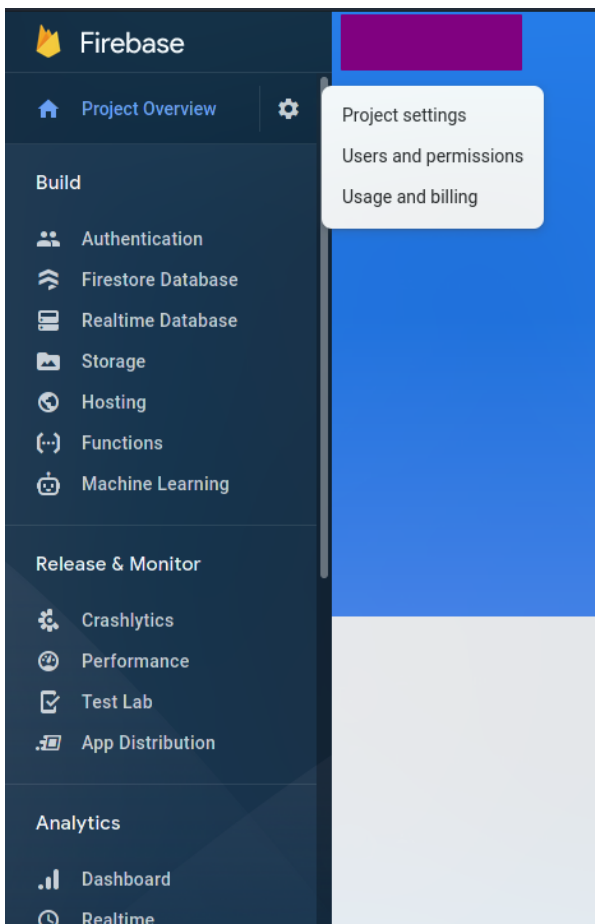 Firebase
Project Overview
Project settings
Users and permissions
Usage and billing
Build
Authentication
Firestore Database
Realtime Database
Storage
Hosting
Functions
Machine Learning
Release & Monitor
Crashlytics
Performance
Test Lab
App Distribution
Analytics
Dashboard
Realtime